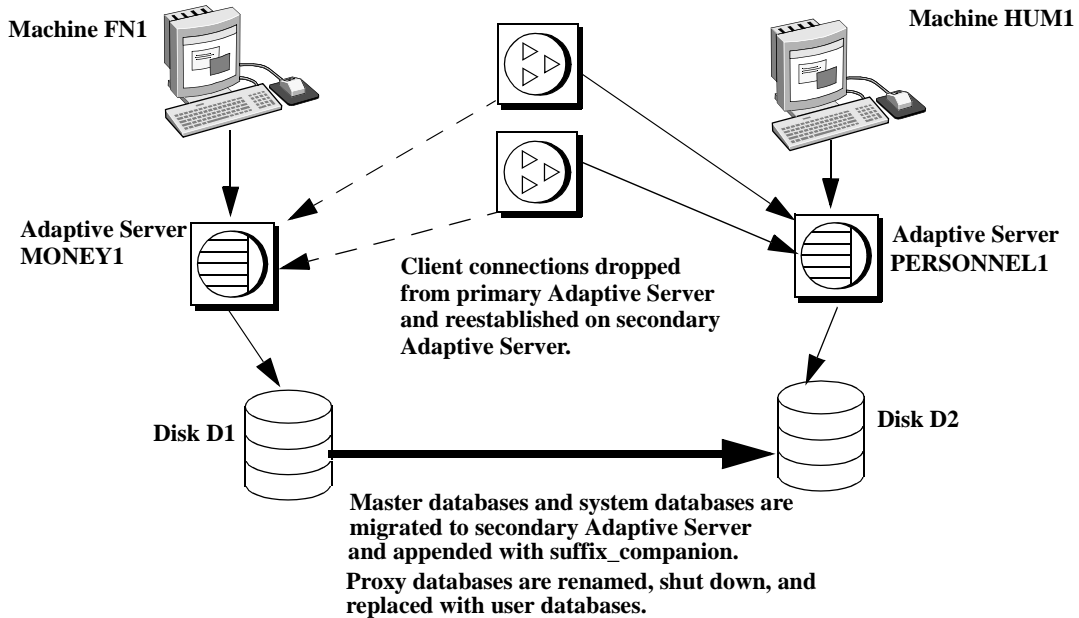 Machine FN1
Machine HUM1
Adaptive Server
MONEY1
Adaptive Server
PERSONNEL1
Client connections dropped
from primary Adaptive Server
and reestablished on secondary
Adaptive Server.
Disk D1
Disk D2
Master databases and system databases are
migrated to secondary Adaptive Server
and appended with suffix_companion.
Proxy databases are renamed, shut down, and
replaced with user databases.